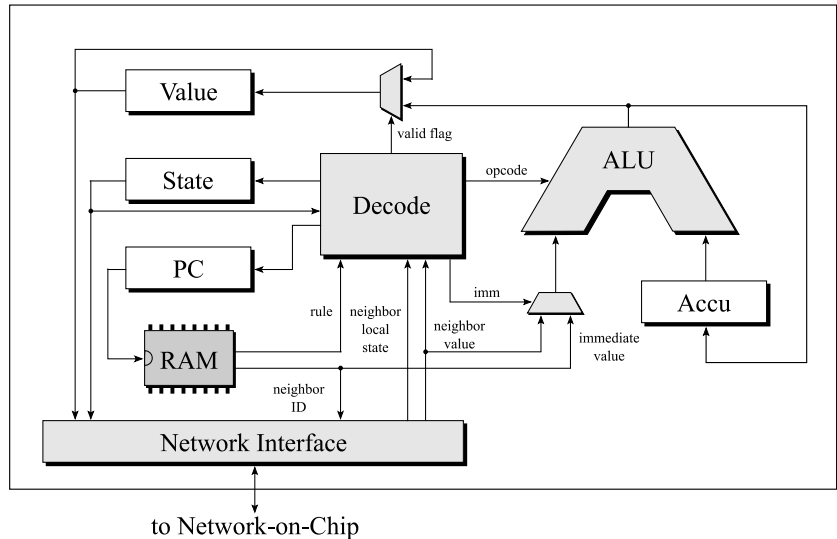 Value
valid flag
State
Decode
opcode
ALU
PC
imm
Accu
rule
neighbor
local
state
neighbor
value
immediate
value
RAM
neighbor
ID
Network Interface
to Network-on-Chip